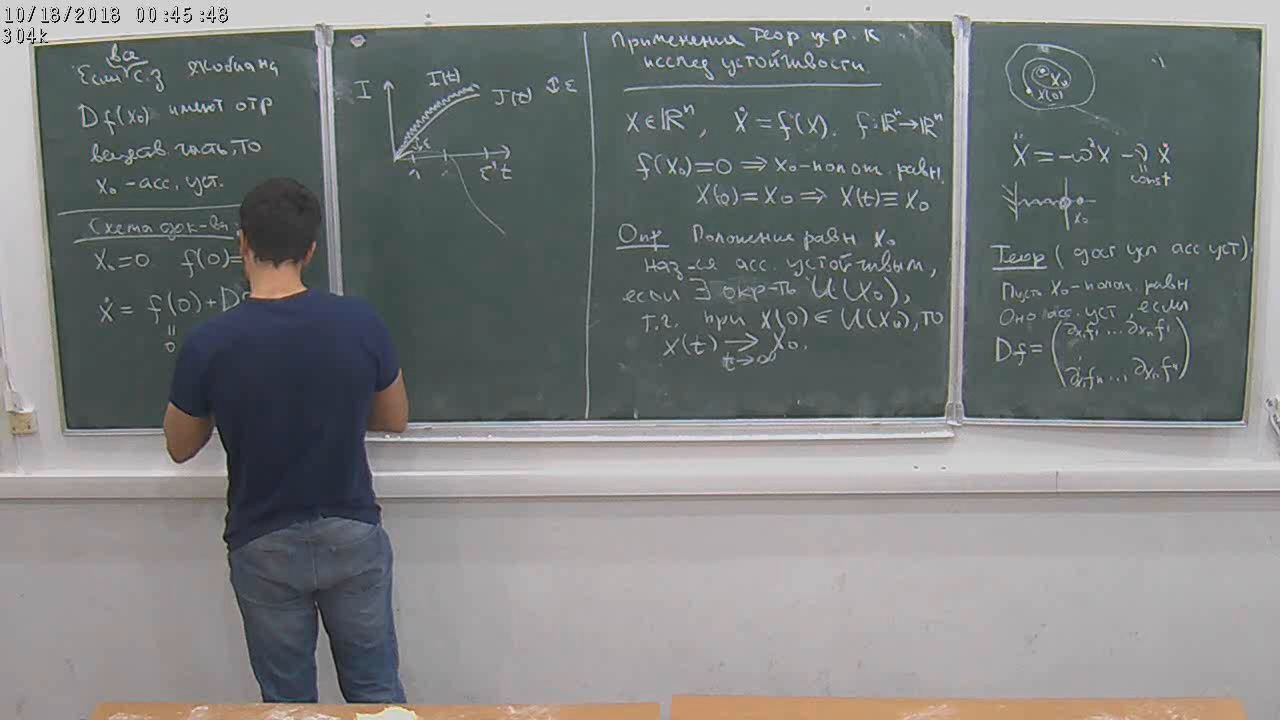 10/18/2018 00:45:48
304k
все
Если с.з якобиана
Df(x₀) имеют отр
веществ. часть, то
x₀ - асс. уст.
Схема док-ва:
x₀=0 f(0)=
ẋ = f(0) + D
"
0
I
I(t)
J(t) ↕ε
t
Применения теор уср. к
исслед устойчивости
x∈ℝⁿ, ẋ = f(x). f:ℝⁿ→ℝⁿ
f(x₀)=0 ⇒ x₀-полож равн.
x(0)=x₀ ⇒ x(t)≡x₀
Опр Положение равн x₀
наз-ся асс. устойчивым,
если ∃ окр-ть U(x₀),
т.г. при x(0)∈U(x₀), то
x(t) → x₀.
t→∞
x₀
x(0)
ẍ = -ω²x - ν ẋ
"
const
x₀
Теор (дост усл асс уст)
Пусть x₀-полож. равн
Оно асс. уст, если
Df = (∂x₁f₁ ... ∂xₙf₁
∂x₁fₙ ... ∂xₙfₙ)